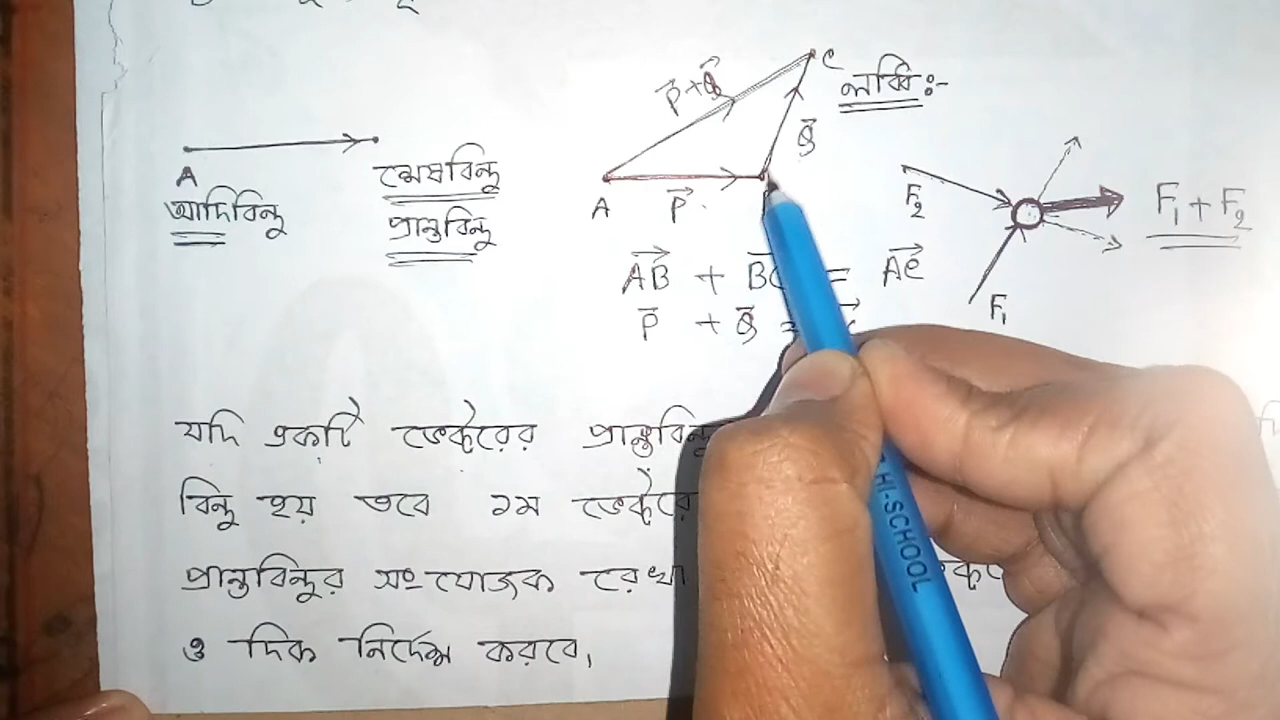 A
আদিবিন্দু
শেষবিন্দু
প্রান্তবিন্দু
P⃗+Q⃗
C
Q⃗
A
P⃗
লব্ধি :-
F₂
F₁
F₁ + F₂
AB⃗ + BC⃗ = AC⃗
P⃗ + Q⃗ =
যদি একটি ভেক্টরের প্রান্তবিন্দু
বিন্দু হয় তবে ১ম ভেক্টরে
প্রান্তবিন্দুর সংযোজক রেখা
ও দিক নির্দেশ করবে,
HI-SCHOOL